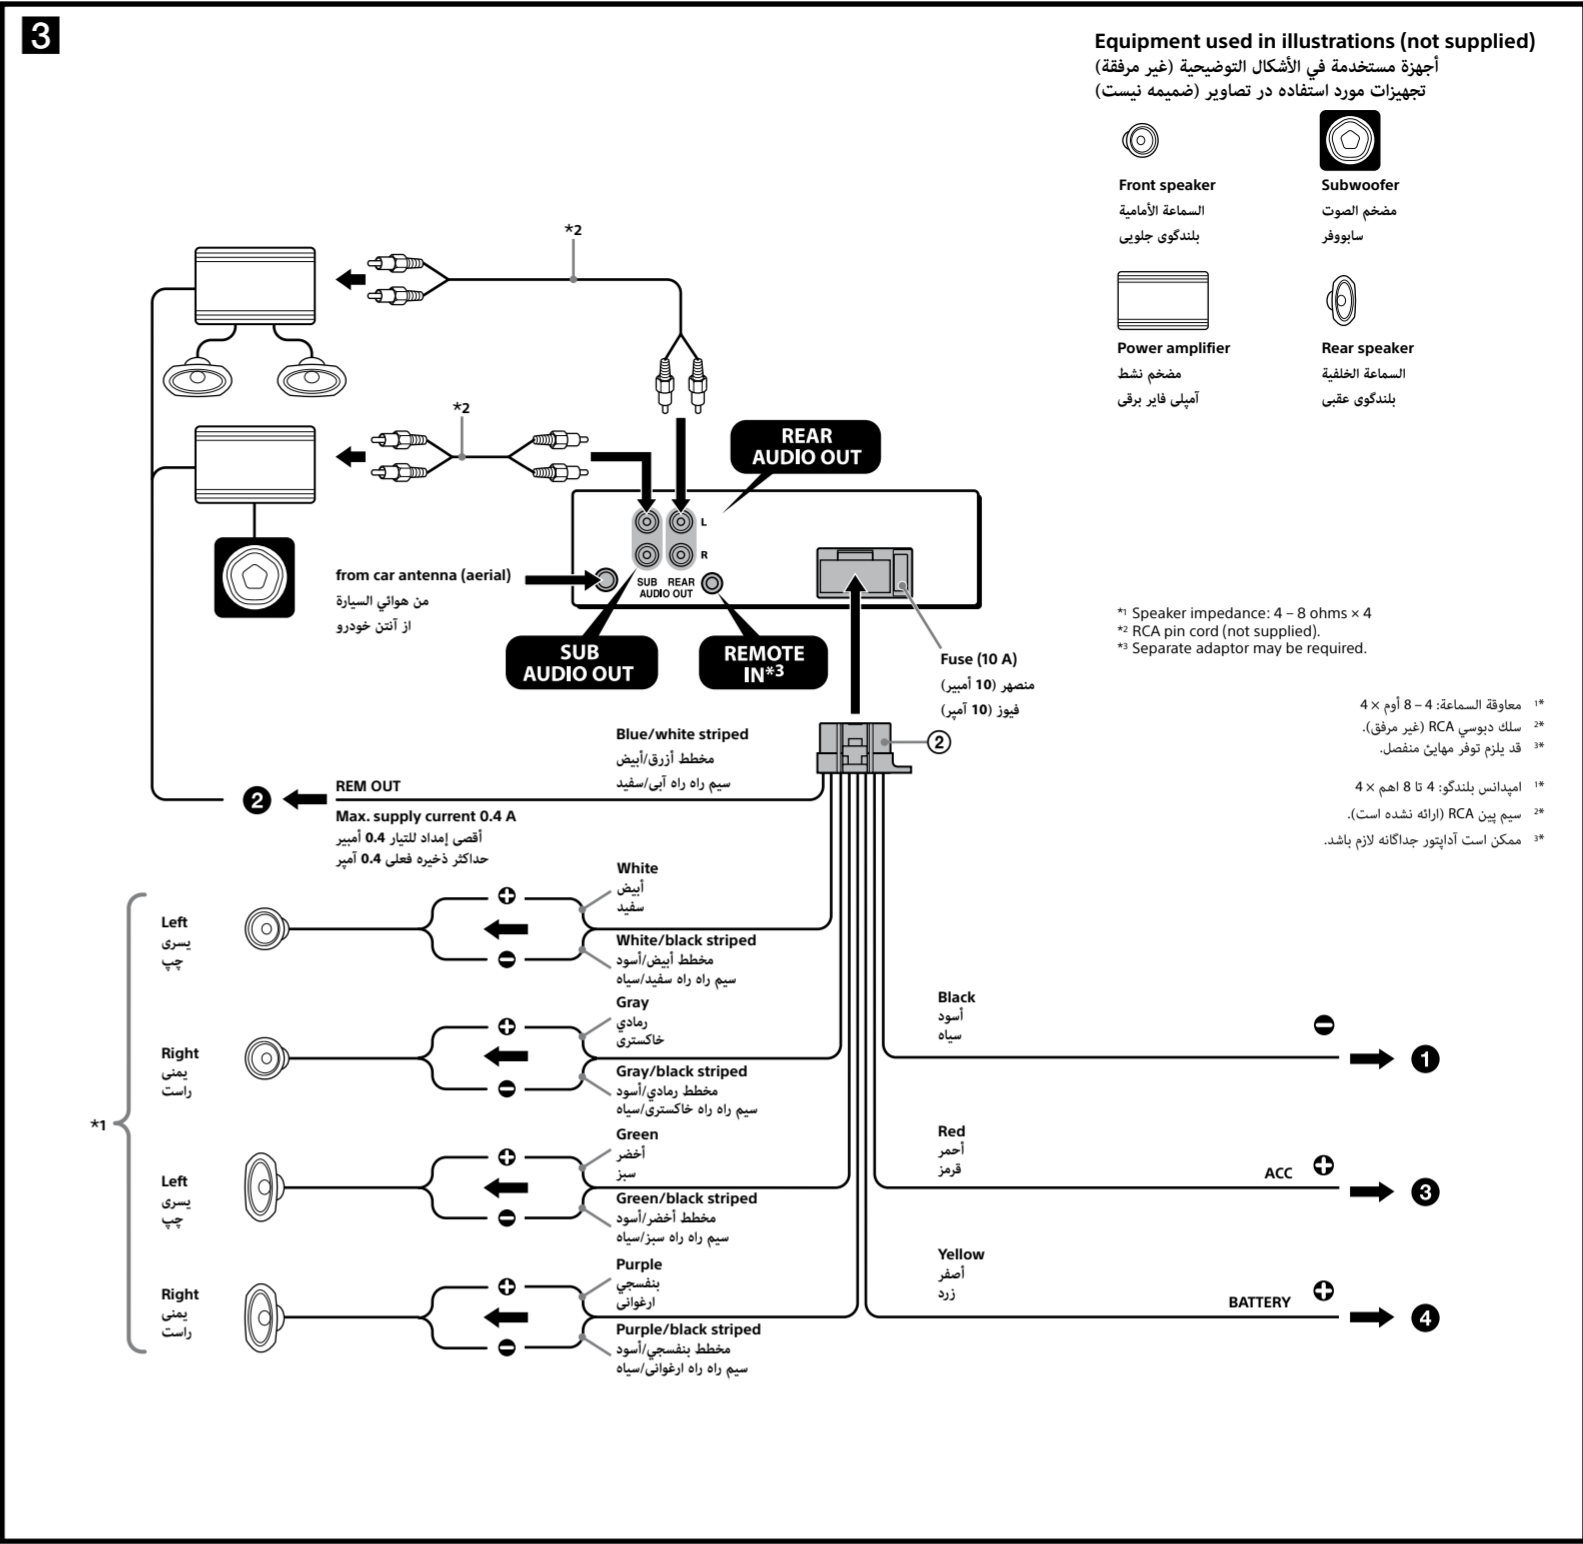 3
Equipment used in illustrations (not supplied)
أجهزة مستخدمة في الأشكال التوضيحية (غير مرفقة)
تجهیزات مورد استفاده در تصاویر (ضمیمه نیست)
Front speaker
السماعة الأمامية
بلندگوی جلویی
Subwoofer
مضخم الصوت
سابووفر
Power amplifier
مضخم نشط
آمپلی فایر برقی
Rear speaker
السماعة الخلفية
بلندگوی عقبی
*2
*2
REAR
AUDIO OUT
L
R
SUB REAR
AUDIO OUT
from car antenna (aerial)
من هوائي السيارة
از آنتن خودرو
SUB
AUDIO OUT
REMOTE
IN*3
Fuse (10 A)
منصهر (10 أمبير)
فیوز (10 آمپر)
*1 Speaker impedance: 4 – 8 ohms × 4
*2 RCA pin cord (not supplied).
*3 Separate adaptor may be required.
*1 معاوقة السماعة: 4 – 8 أوم × 4
*2 سلك دبوسي RCA (غير مرفق).
*3 قد يلزم توفر مهايئ منفصل.
*1 امپدانس بلندگو: 4 تا 8 اهم × 4
*2 سیم پین RCA (ارائه نشده است).
*3 ممکن است آداپتور جداگانه لازم باشد.
②
Blue/white striped
مخطط أزرق/أبيض
سیم راه راه آبی/سفید
❷
REM OUT
Max. supply current 0.4 A
أقصى إمداد للتيار 0.4 أمبير
حداکثر ذخیره فعلی 0.4 آمپر
*1
Left
يسرى
چپ
White
أبيض
سفید
White/black striped
مخطط أبيض/أسود
سیم راه راه سفید/سیاه
Right
يمنى
راست
Gray
رمادي
خاکستری
Gray/black striped
مخطط رمادي/أسود
سیم راه راه خاکستری/سیاه
Left
يسرى
چپ
Green
أخضر
سبز
Green/black striped
مخطط أخضر/أسود
سیم راه راه سبز/سیاه
Right
يمنى
راست
Purple
بنفسجي
ارغوانی
Purple/black striped
مخطط بنفسجي/أسود
سیم راه راه ارغوانی/سیاه
Black
أسود
سیاه
❶
Red
أحمر
قرمز
ACC
❸
Yellow
أصفر
زرد
BATTERY
❹